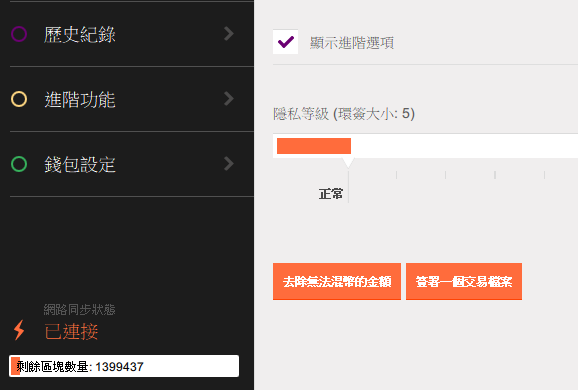 歷史紀錄
進階功能
錢包設定
網路同步狀態
已連接
剩餘區塊數量: 1399437
顯示進階選項
隱私等級 (環簽大小: 5)
正常
去除無法混幣的金額
簽署一個交易檔案